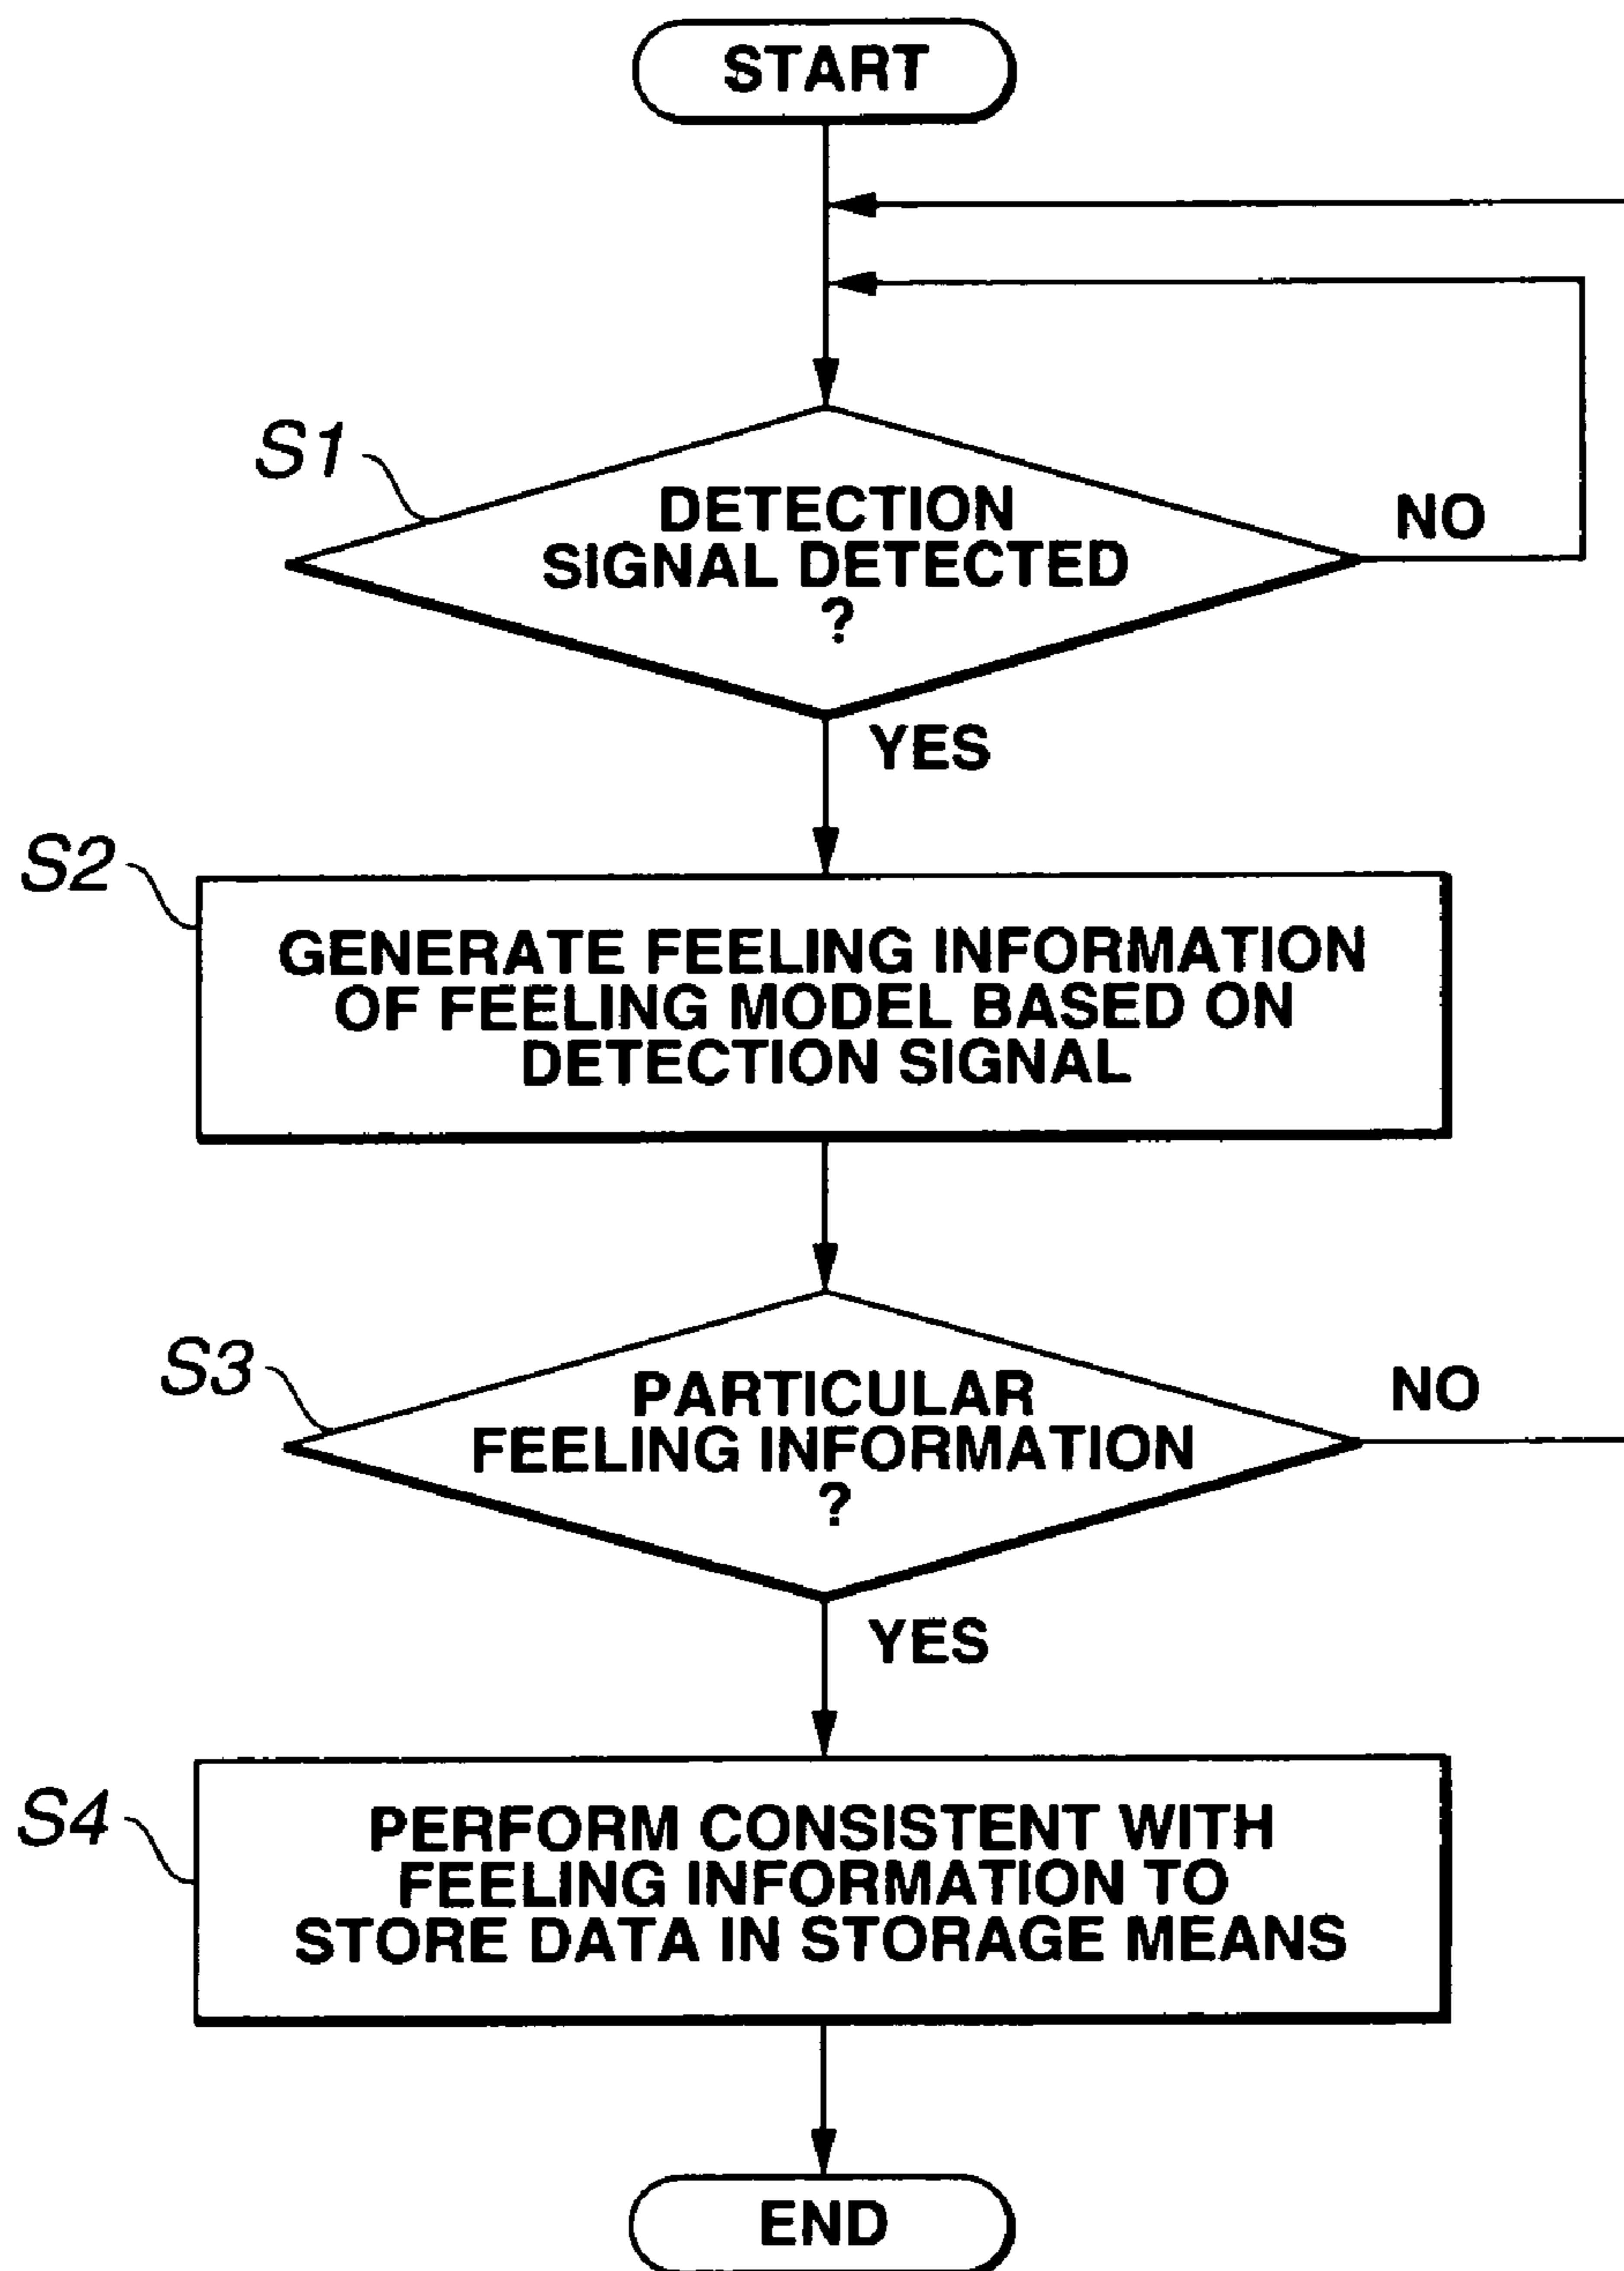 START
S1
DETECTION
SIGNAL DETECTED
?
NO
YES
S2
GENERATE FEELING INFORMATION
OF FEELING MODEL BASED ON
DETECTION SIGNAL
S3
PARTICULAR
FEELING INFORMATION
?
NO
YES
S4
PERFORM CONSISTENT WITH
FEELING INFORMATION TO
STORE DATA IN STORAGE MEANS
END